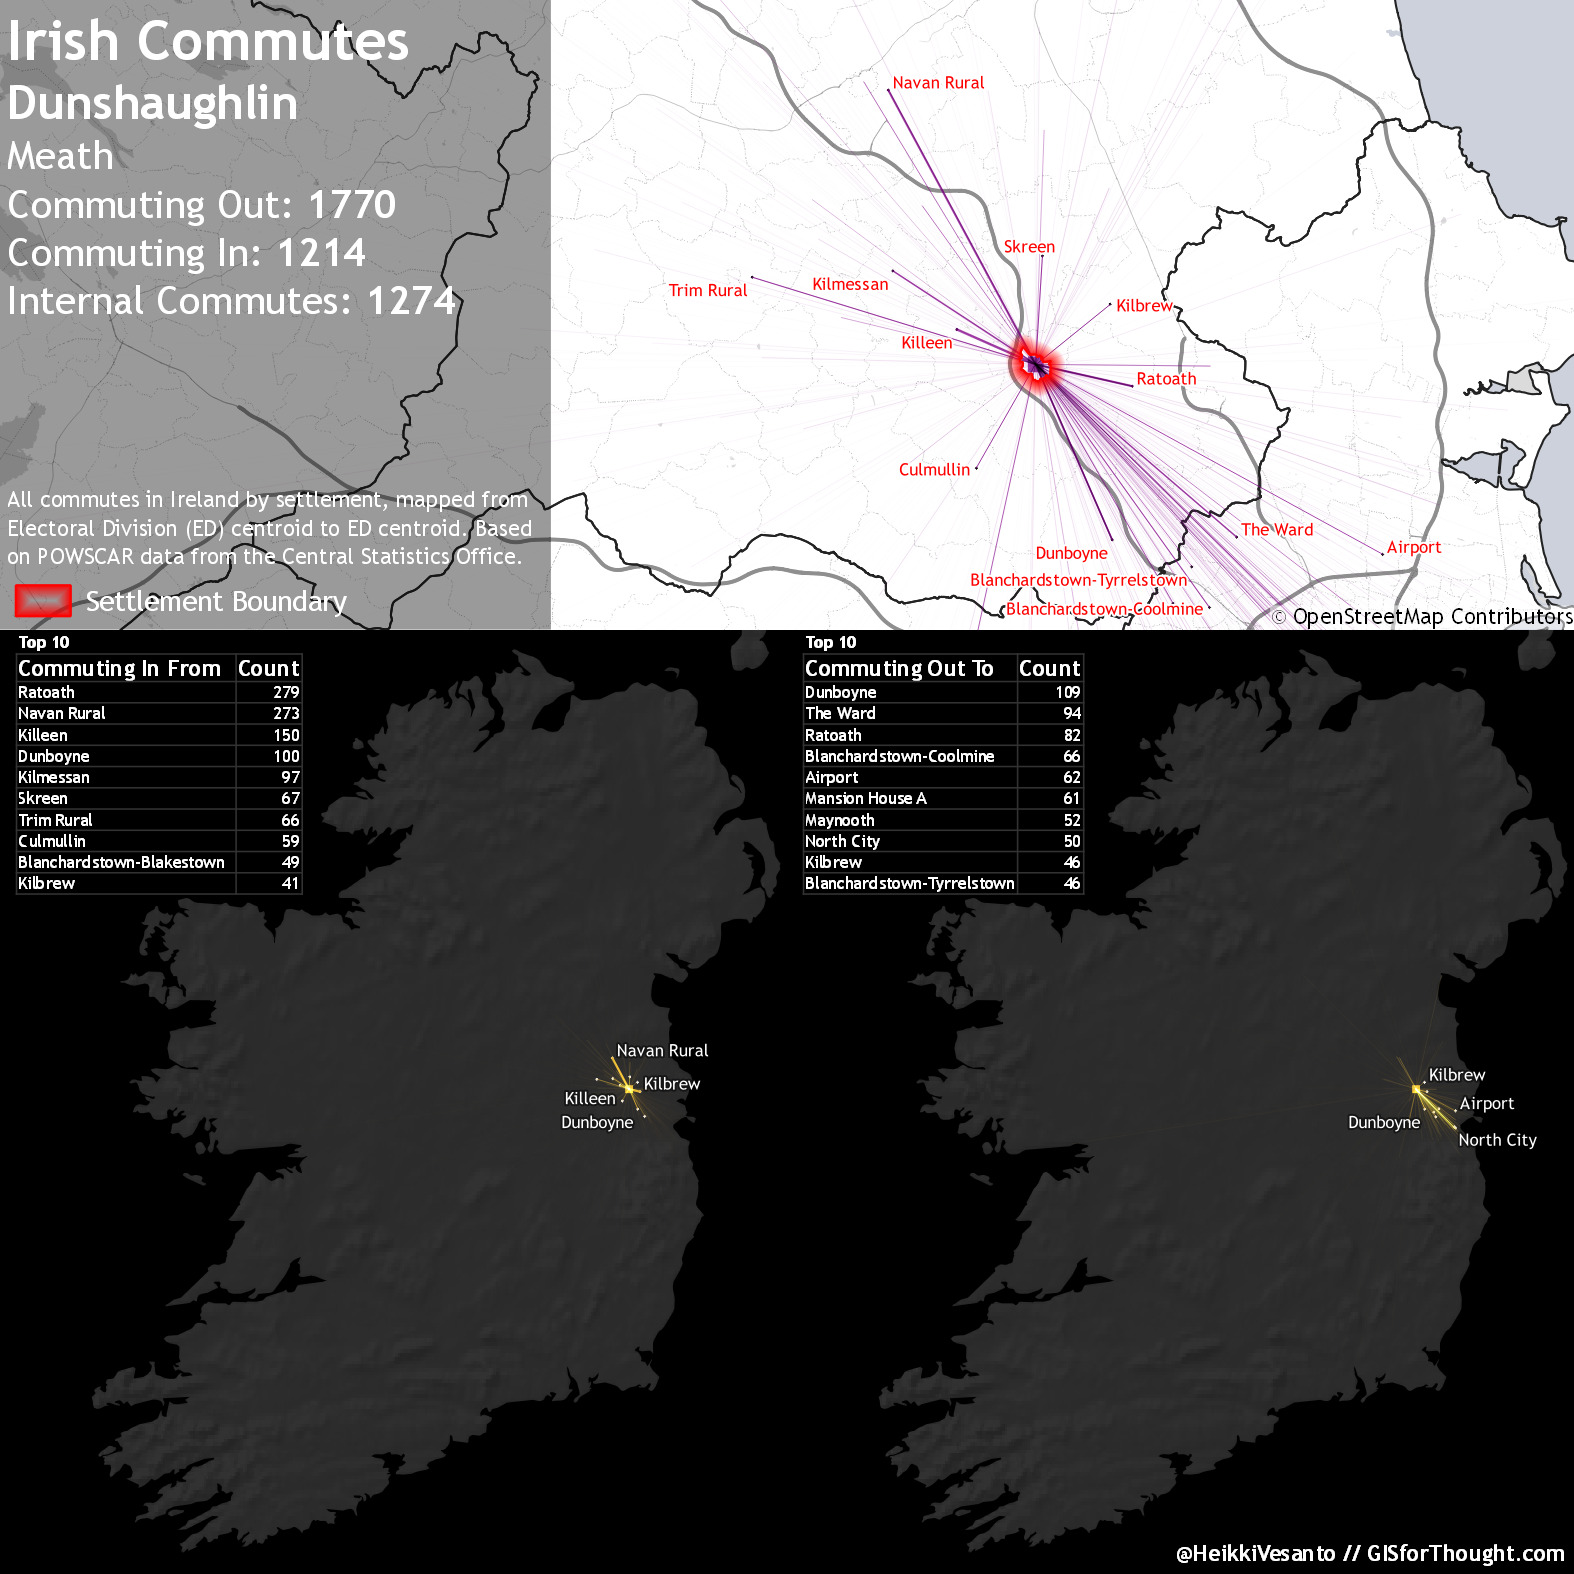 Irish Commutes
Dunshaughlin
Meath
Commuting Out: 1770
Commuting In: 1214
Internal Commutes: 1274
All commutes in Ireland by settlement, mapped from
Electoral Division (ED) centroid to ED centroid. Based
on POWSCAR data from the Central Statistics Office.
Settlement Boundary
Navan Rural
Skreen
Trim Rural
Kilmessan
Kilbrew
Killeen
Ratoath
Culmullin
The Ward
Airport
Dunboyne
Blanchardstown-Tyrrelstown
Blanchardstown-Coolmine
© OpenStreetMap Contributors
Top 10
Commuting In From Count
Ratoath 279
Navan Rural 273
Killeen 150
Dunboyne 100
Kilmessan 97
Skreen 67
Trim Rural 66
Culmullin 59
Blanchardstown-Blakestown 49
Kilbrew 41
Navan Rural
Kilbrew
Killeen
Dunboyne
Top 10
Commuting Out To Count
Dunboyne 109
The Ward 94
Ratoath 82
Blanchardstown-Coolmine 66
Airport 62
Mansion House A 61
Maynooth 52
North City 50
Kilbrew 46
Blanchardstown-Tyrrelstown 46
Kilbrew
Airport
Dunboyne
North City
@HeikkiVesanto // GISforThought.com